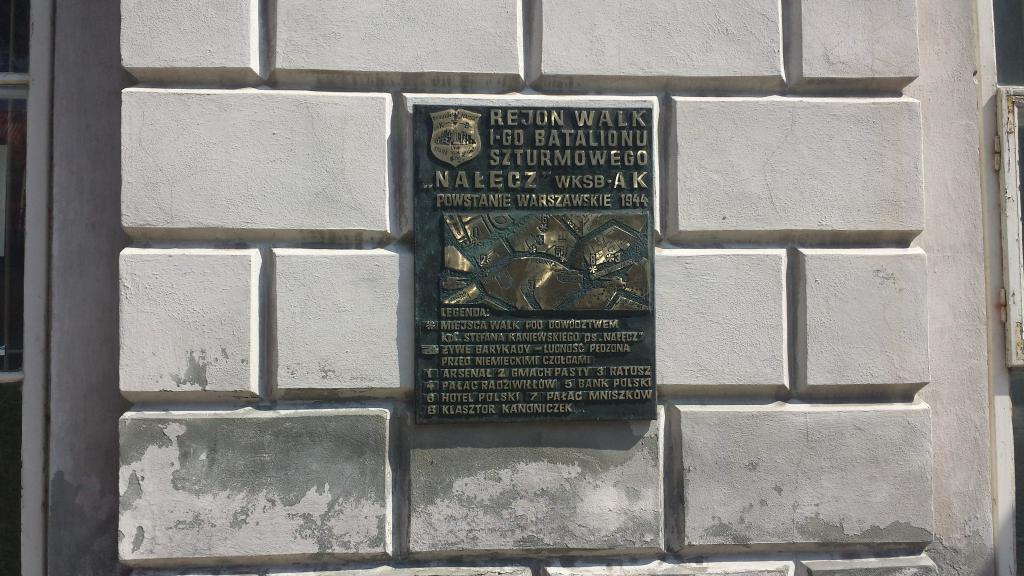 REJON WALK
I-GO BATALIONU
SZTURMOWEGO
„NAŁĘCZ” WKSB-AK
POWSTANIE WARSZAWSKIE 1944
LEGENDA:
MIEJSCA WALK POD DOWÓDZTWEM
STEFANA KANIEWSKIEGO PS. „NAŁĘCZ”
ŻYWE BARYKADY – LUDNOŚĆ PĘDZONA
PRZED NIEMIECKIMI CZOŁGAMI
1 ARSENAŁ 2 GMACH PASTY 3 RATUSZ
4 PAŁAC RADZIWIŁŁÓW 5 BANK POLSKI
6 HOTEL POLSKI 7 PAŁAC MNISZKÓW
8 KLASZTOR KANONICZEK